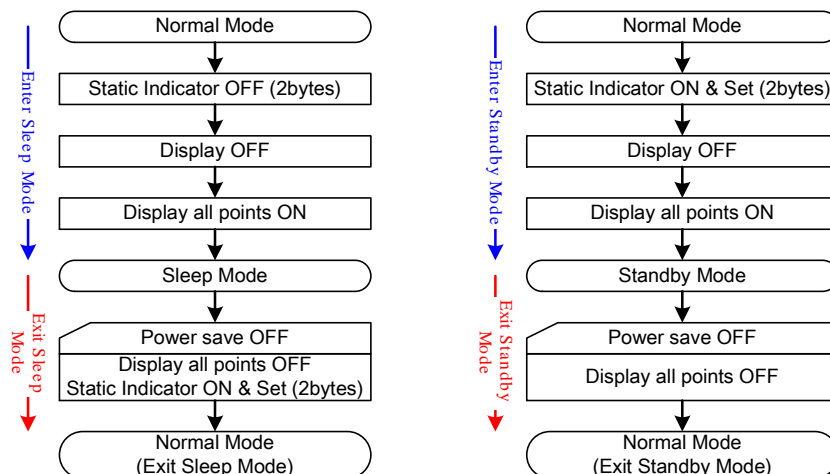 Normal Mode
Static Indicator OFF (2bytes)
Display OFF
Display all points ON
Sleep Mode
Power save OFF
Display all points OFF
Static Indicator ON & Set (2bytes)
Normal Mode
(Exit Sleep Mode)
Enter Sleep Mode
Exit Sleep
Mode
Normal Mode
Static Indicator ON & Set (2bytes)
Display OFF
Display all points ON
Standby Mode
Power save OFF
Display all points OFF
Normal Mode
(Exit Standby Mode)
Enter Standby Mode
Exit Standby
Mode